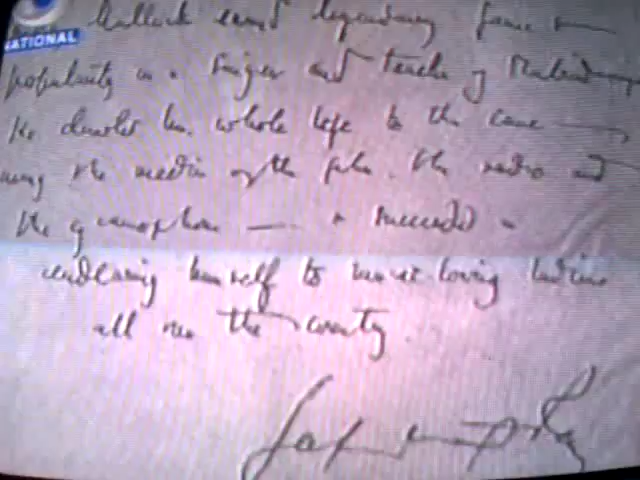 Mullick earned legendary fame
NATIONAL
popularity as a singer and teacher of
He devoted his whole life to the cause
using the media of the film, the radio and
the gramophone — & succeeded in
endearing himself to music-loving Indians
all over the country.